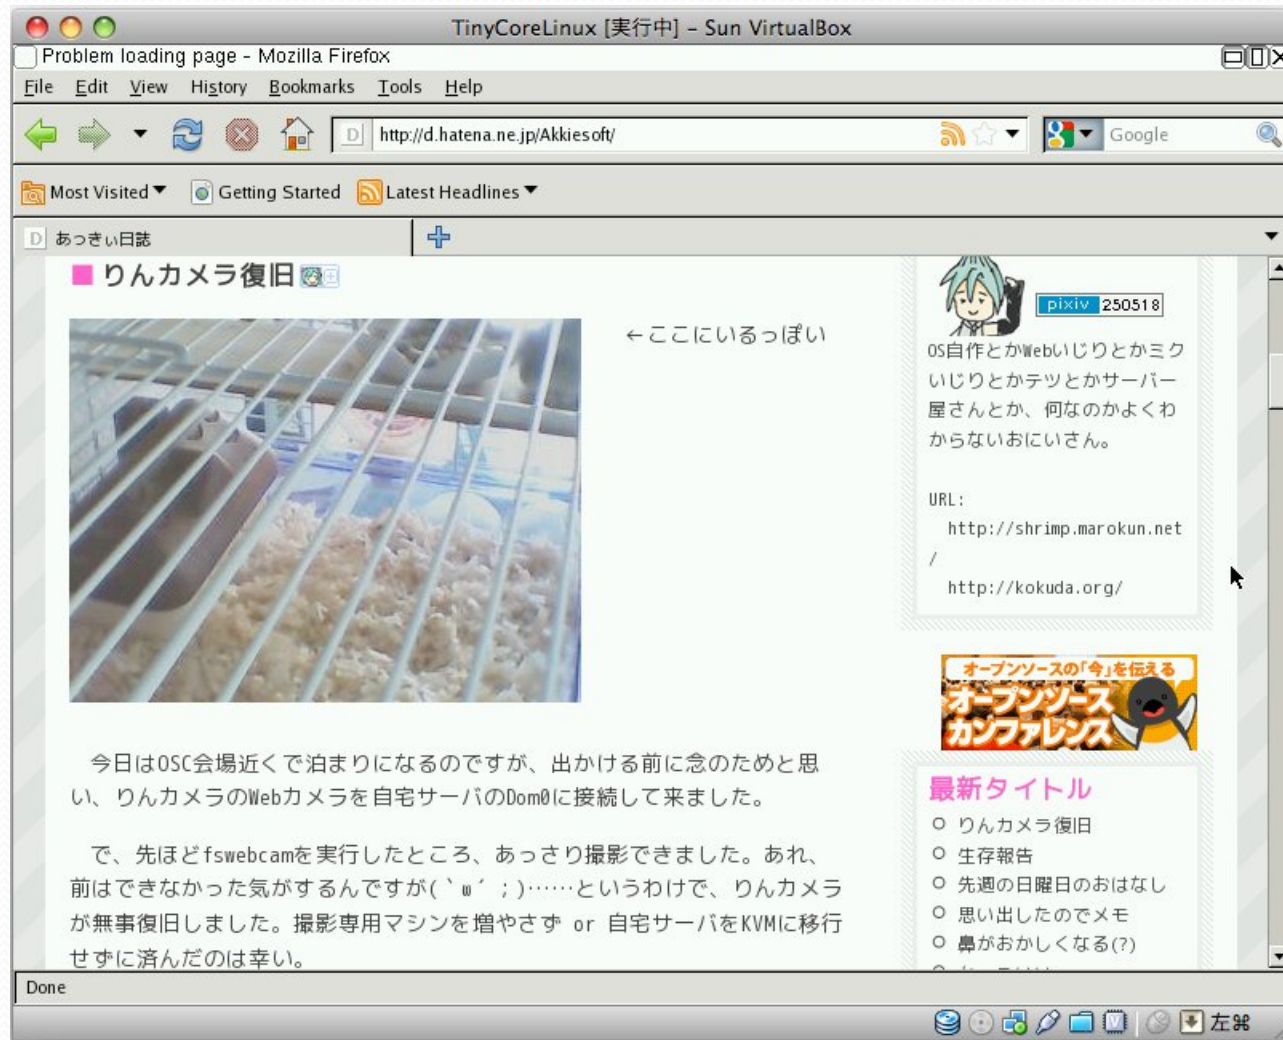 TinyCoreLinux [実行中] – Sun VirtualBox
Problem loading page - Mozilla Firefox
File Edit View History Bookmarks Tools Help
D http://d.hatena.ne.jp/Akkiesoft/ Google
Most Visited Getting Started Latest Headlines
D あっきぃ日誌
■ りんカメラ復旧
←ここにいるっぽい
今日はOSC会場近くで泊まりになるのですが、出かける前に念のためと思
い、りんカメラのWebカメラを自宅サーバのDom0に接続して来ました。
で、先ほどfswebcamを実行したところ、あっさり撮影できました。あれ、
前はできなかった気がするんですが(｀ω´；)……というわけで、りんカメラ
が無事復旧しました。撮影専用マシンを増やさず or 自宅サーバをKVMに移行
せずに済んだのは幸い。
pixiv 250518
OS自作とかWebいじりとかミク
いじりとかテツとかサーバー
屋さんとか、何なのかよくわ
からないおにいさん。
URL:
http://shrimp.marokun.net
/
http://kokuda.org/
オープンソースの「今」を伝える
オープンソース
カンファレンス
最新タイトル
りんカメラ復旧
生存報告
先週の日曜日のおはなし
思い出したのでメモ
鼻がおかしくなる(?)
Done
左⌘